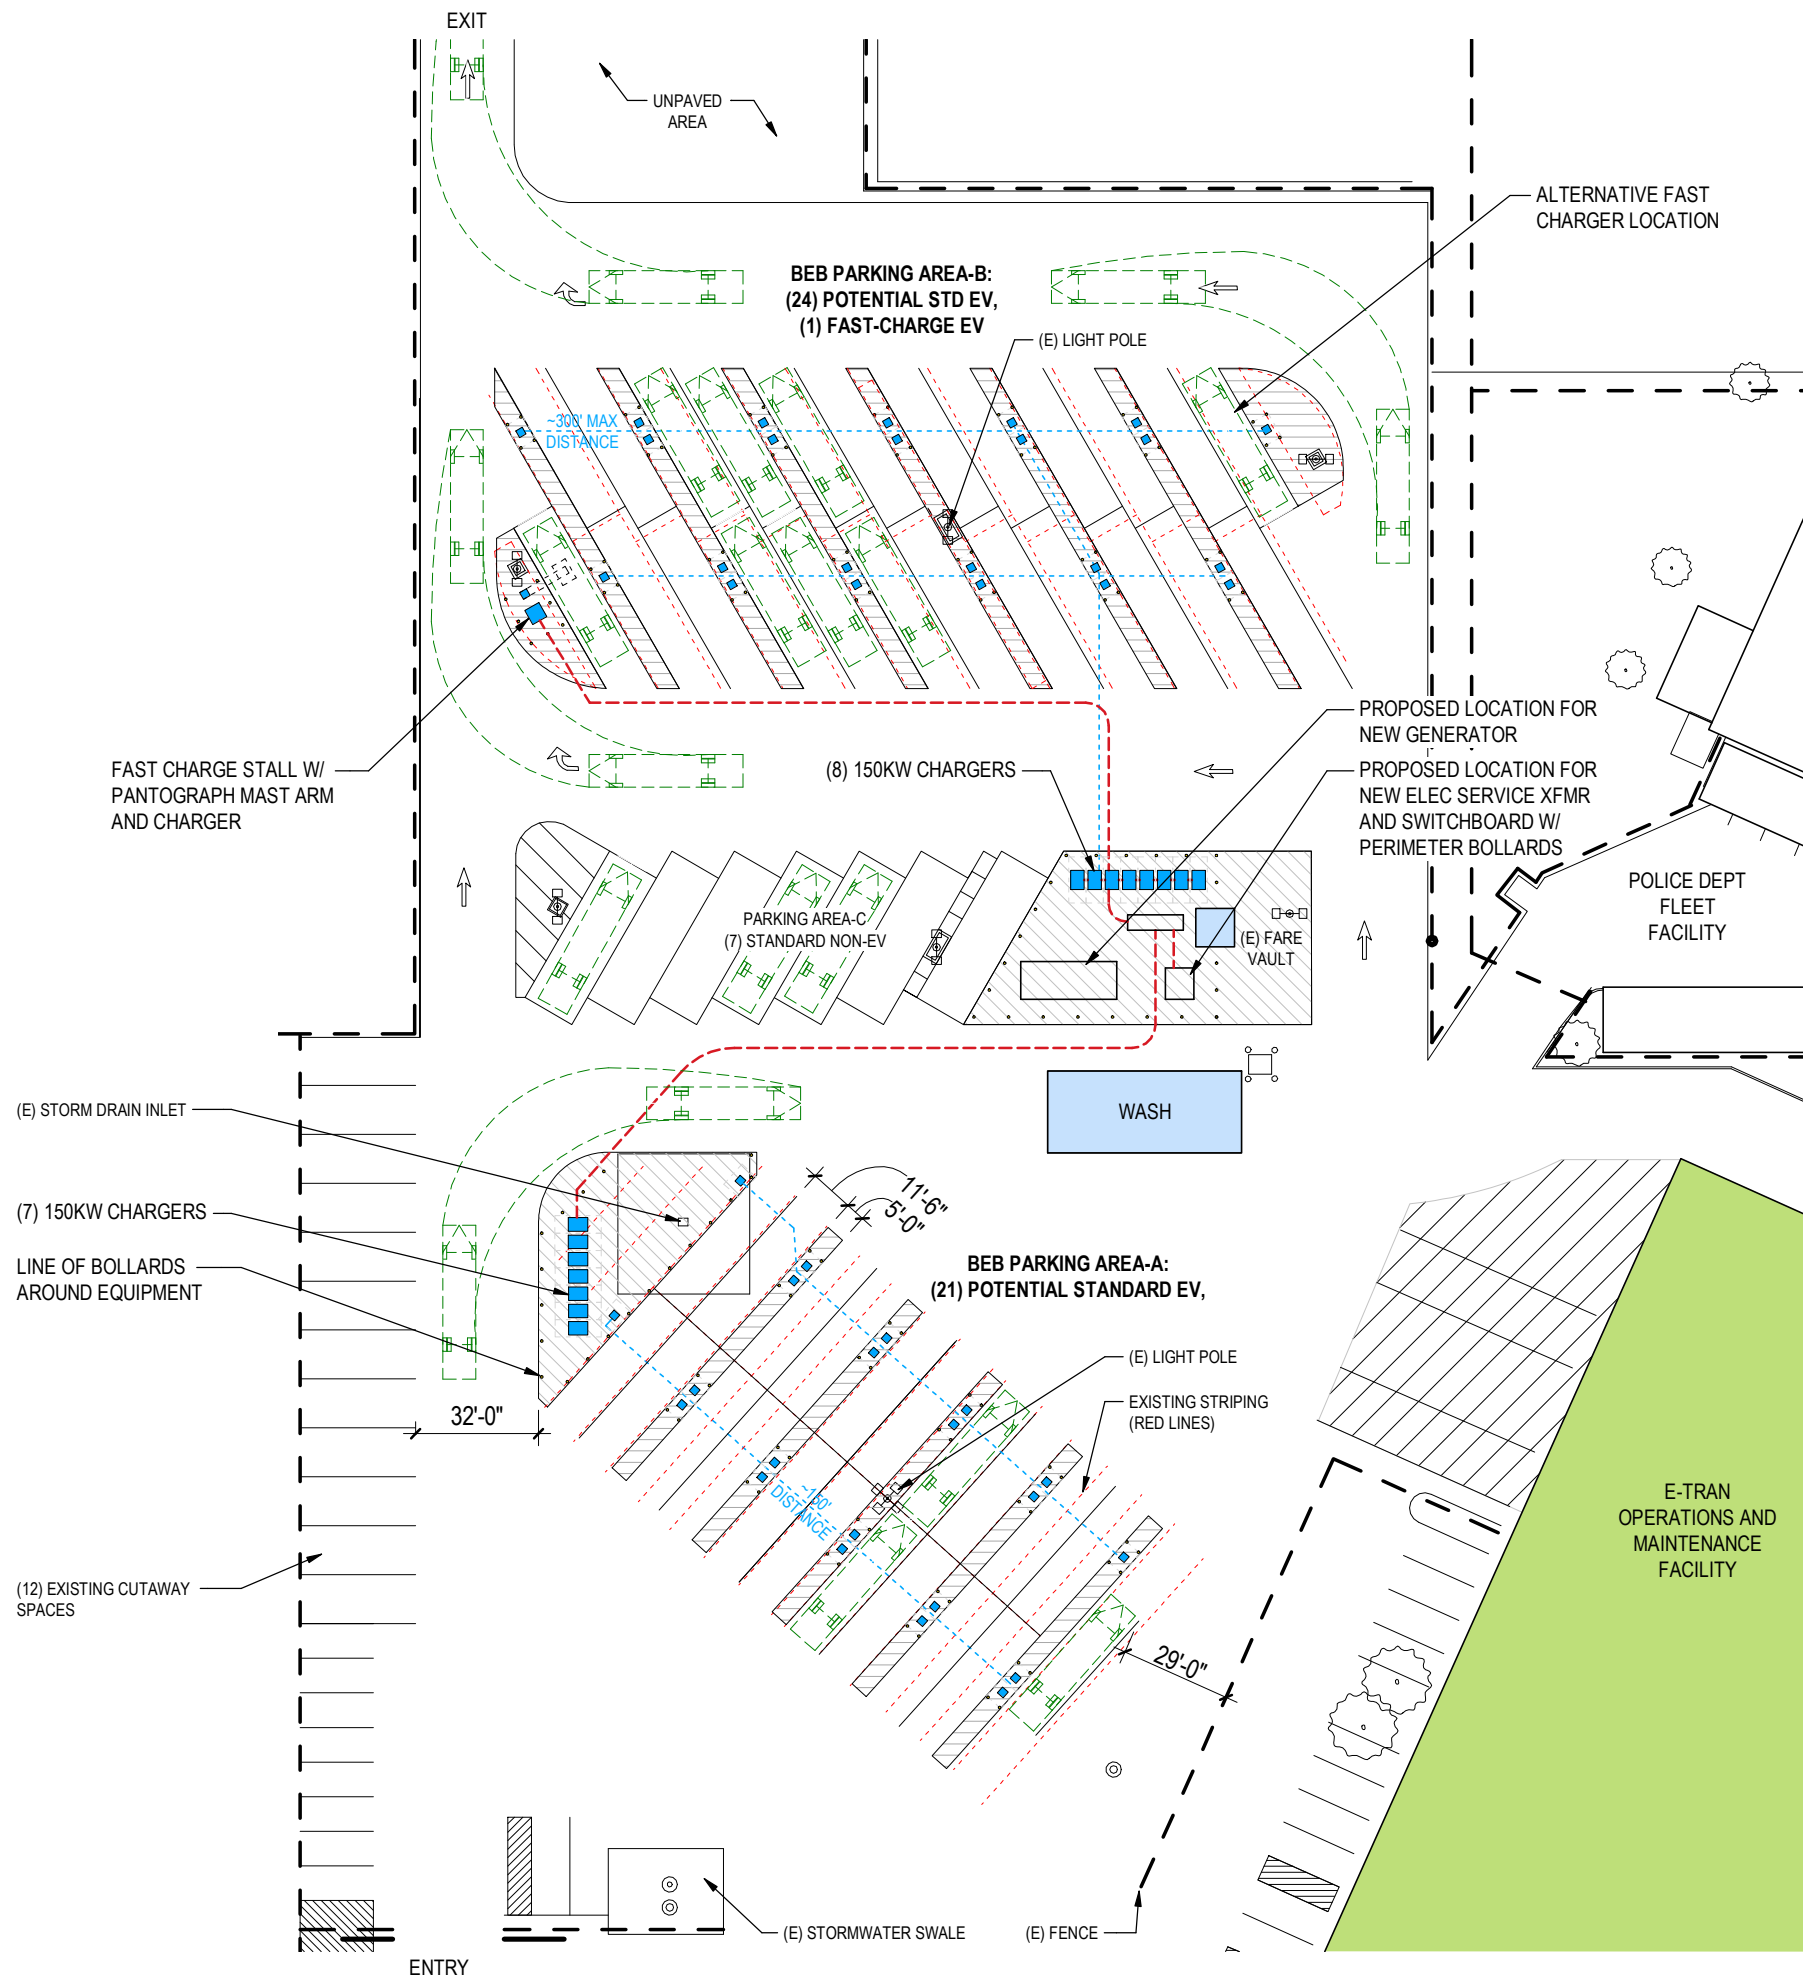 EXIT
UNPAVED
AREA
ALTERNATIVE FAST
CHARGER LOCATION
BEB PARKING AREA-B:
(24) POTENTIAL STD EV,
(1) FAST-CHARGE EV
(E) LIGHT POLE
~300' MAX
DISTANCE
PROPOSED LOCATION FOR
NEW GENERATOR
FAST CHARGE STALL W/
PANTOGRAPH MAST ARM
AND CHARGER
(8) 150KW CHARGERS
PROPOSED LOCATION FOR
NEW ELEC SERVICE XFMR
AND SWITCHBOARD W/
PERIMETER BOLLARDS
POLICE DEPT
FLEET
FACILITY
PARKING AREA-C
(7) STANDARD NON-EV
(E) FARE
VAULT
WASH
(E) STORM DRAIN INLET
11'-6"
5'-0"
(7) 150KW CHARGERS
LINE OF BOLLARDS
AROUND EQUIPMENT
BEB PARKING AREA-A:
(21) POTENTIAL STANDARD EV,
(E) LIGHT POLE
EXISTING STRIPING
(RED LINES)
32'-0"
~150'
DISTANCE
E-TRAN
OPERATIONS AND
MAINTENANCE
FACILITY
(12) EXISTING CUTAWAY
SPACES
29'-0"
(E) STORMWATER SWALE
(E) FENCE
ENTRY